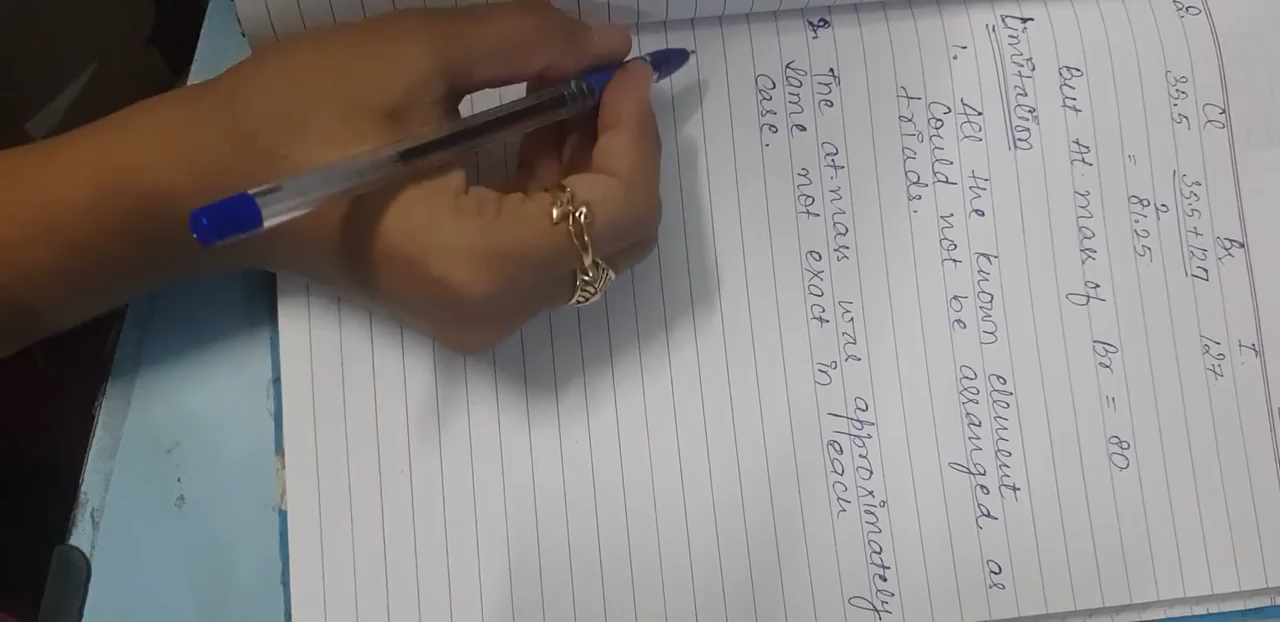 Cl Br I
2. 35.5 35.5+127 127
2
= 81.25
But At. mass of Br = 80
Limitation
1. All the known element
Could not be arranged as
triads.
2. The at. mass was approximately
same not exact in each
Case.